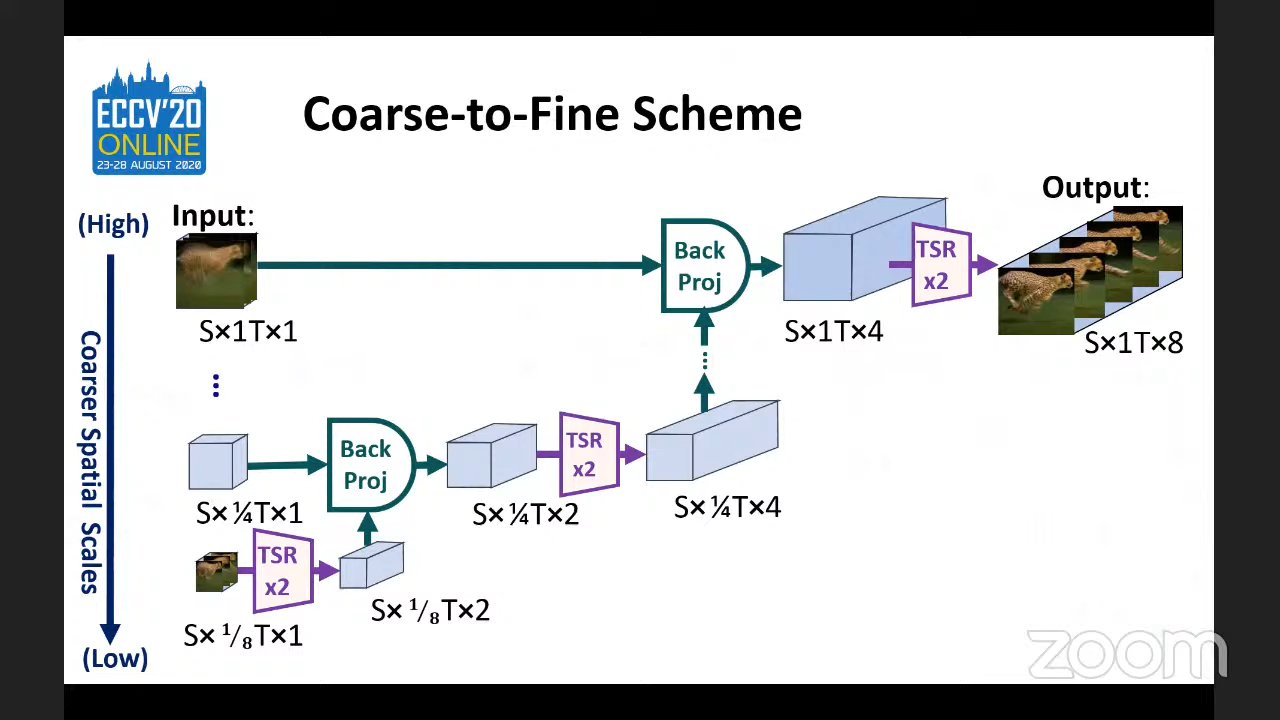 ECCV'20
ONLINE
23-28 AUGUST 2020
Coarse-to-Fine Scheme
(High)
Coarser Spatial Scales
(Low)
Input:
S×1T×1
Back
Proj
S×1T×4
TSR
x2
Output:
S×1T×8
S×¼T×1
Back
Proj
S×¼T×2
TSR
x2
S×¼T×4
S×⅛T×1
TSR
x2
S×⅛T×2
zoom